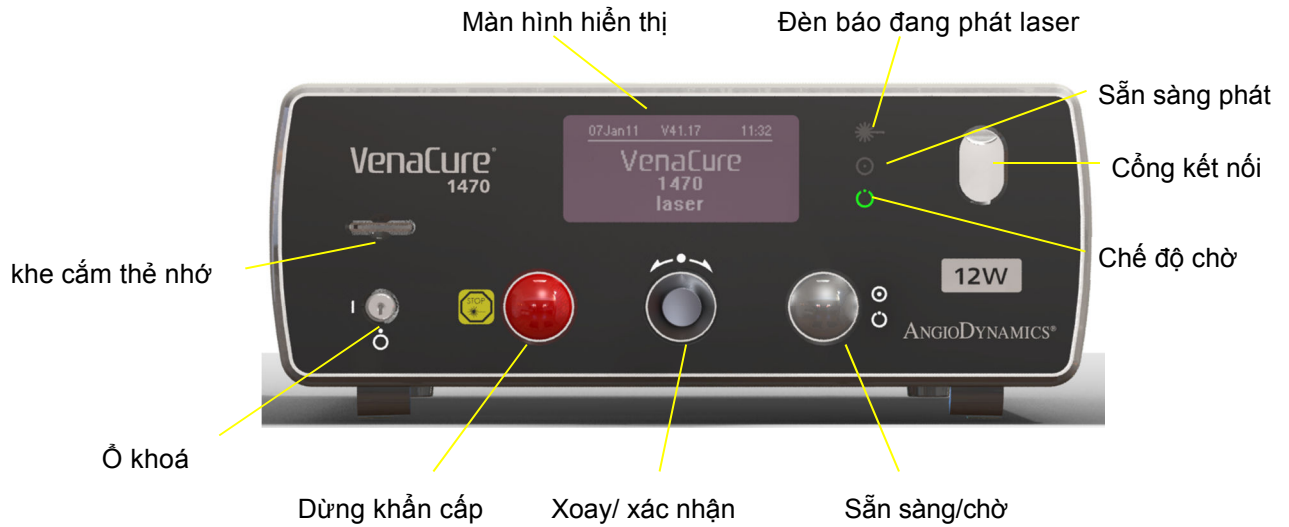 Màn hình hiển thị
Đèn báo đang phát laser
Sẵn sàng phát
Cổng kết nối
Chế độ chờ
khe cắm thẻ nhớ
Ổ khoá
Dừng khẩn cấp
Xoay/ xác nhận
Sẵn sàng/chờ
07Jan11 V41.17 11:32
VenaCure
1470
laser
VenaCure®
1470
I
STOP
12W
ANGIODYNAMICS®